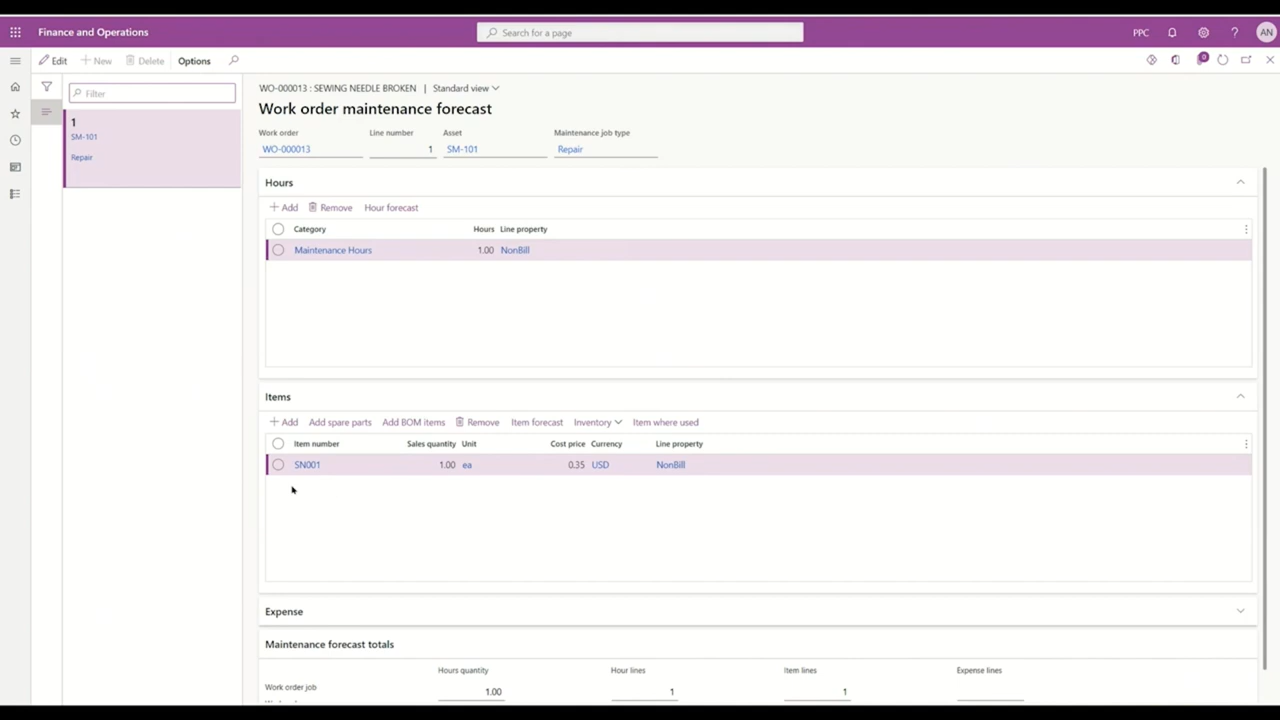 Finance and Operations
Search for a page
PPC
AN
Edit
New
Delete
Options
0
Filter
1
SM-101
Repair
WO-000013 : SEWING NEEDLE BROKEN | Standard view
Work order maintenance forecast
Work order Line number Asset Maintenance job type
WO-000013 1 SM-101 Repair
Hours
Add Remove Hour forecast
Category Hours Line property
Maintenance Hours 1.00 NonBill
Items
Add Add spare parts Add BOM items Remove Item forecast Inventory Item where used
Item number Sales quantity Unit Cost price Currency Line property
SN001 1.00 ea 0.35 USD NonBill
Expense
Maintenance forecast totals
Hours quantity Hour lines Item lines Expense lines
Work order job 1.00 1 1